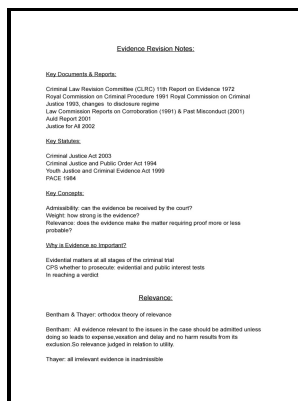 Evidence Revision Notes:
Key Documents & Reports:
Criminal Law Revision Committee (CLRC) 11th Report on Evidence 1972
Royal Commission on Criminal Procedure 1991 Royal Commission on Criminal
Justice 1993, changes to disclosure regime
Law Commission Reports on Corroboration (1991) & Past Misconduct (2001)
Auld Report 2001
Justice for All 2002
Key Statutes:
Criminal Justice Act 2003
Criminal Justice and Public Order Act 1994
Youth Justice and Criminal Evidence Act 1999
PACE 1984
Key Concepts:
Admissibility: can the evidence be received by the court?
Weight: how strong is the evidence?
Relevance: does the evidence make the matter requiring proof more or less
probable?
Why is Evidence so Important?
Evidential matters at all stages of the criminal trial
CPS whether to prosecute: evidential and public interest tests
In reaching a verdict
Relevance:
Bentham & Thayer: orthodox theory of relevance
Bentham: All evidence relevant to the issues in the case should be admitted unless
doing so leads to expense,vexation and delay and no harm results from its
exclusion.So relevance judged in relation to utility.
Thayer: all irrelevant evidence is inadmissible